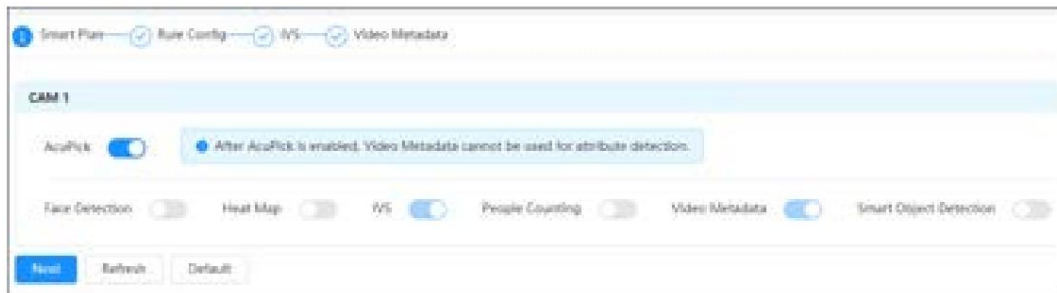 Smart Plan Rule Config IVS Video Metadata
CAM 1
AcuPick After AcuPick is enabled, Video Metadata cannot be used for attribute detection.
Face Detection Heat Map IVS People Counting Video Metadata Smart Object Detection
Next Refresh Default